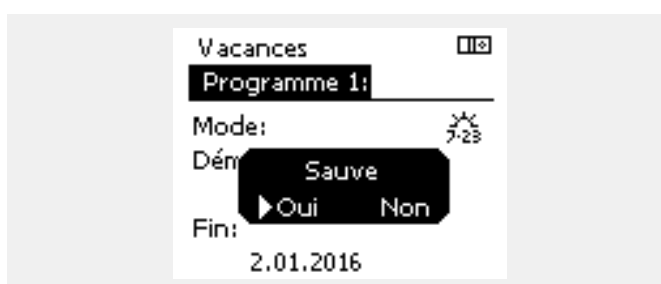 Vacances
Programme 1:
Mode:
7-23
Dém
Sauve
Oui Non
Fin:
2.01.2016